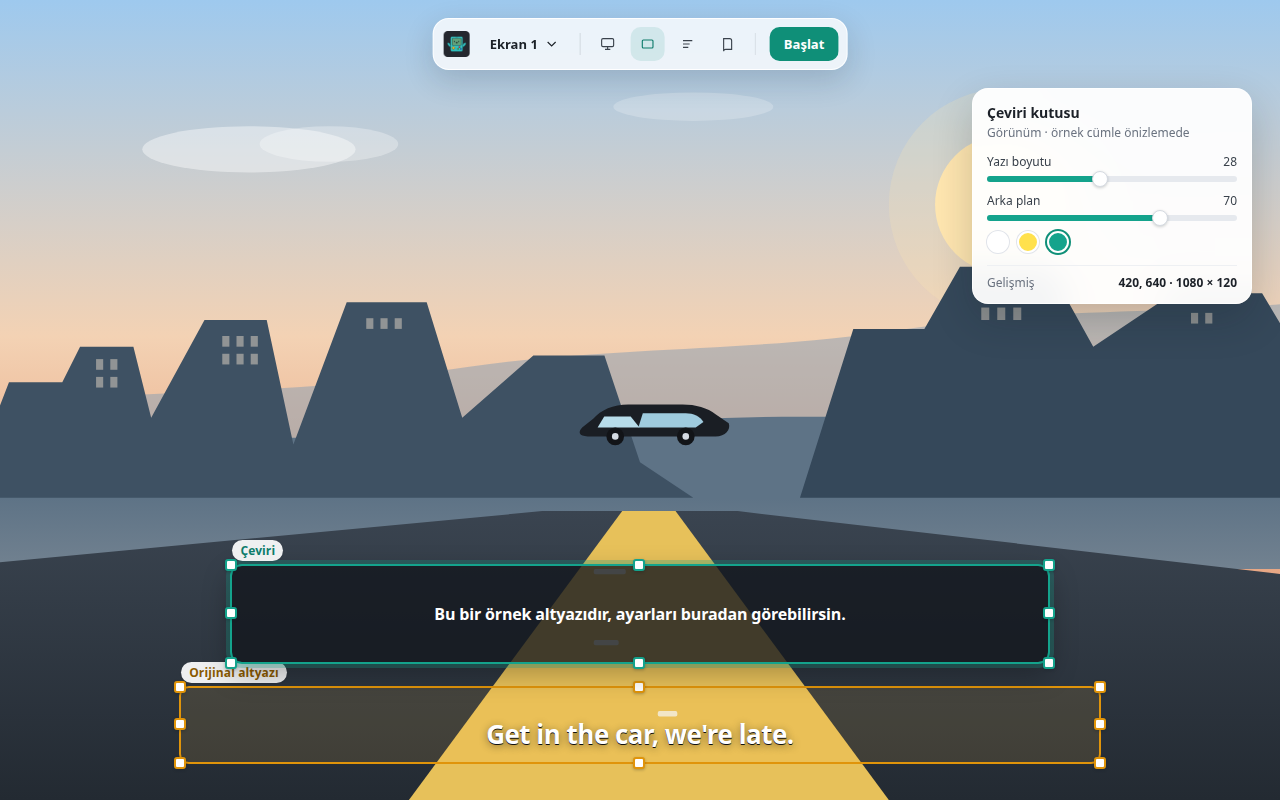 Ekran 1
Başlat
Çeviri kutusu
Görünüm · örnek cümle önizlemede
Yazı boyutu 28
Arka plan 70
Gelişmiş 420, 640 · 1080 × 120
Çeviri
Bu bir örnek altyazıdır, ayarları buradan görebilirsin.
Orijinal altyazı
Get in the car, we're late.